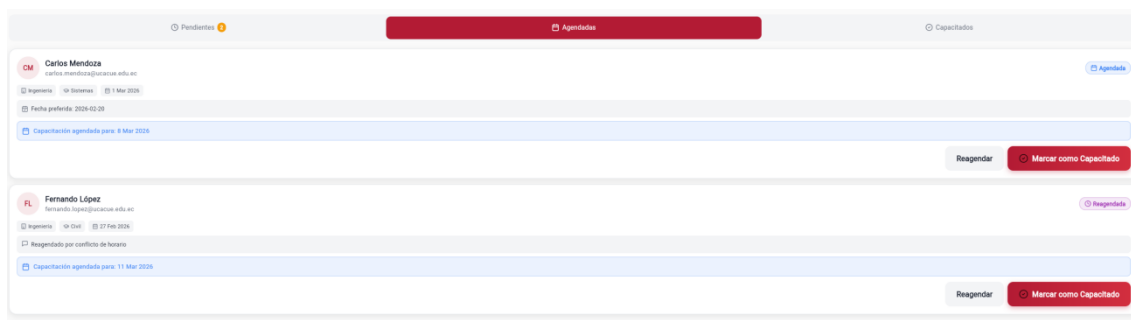 Pendientes 3
Agendadas
Capacitados
CM
Carlos Mendoza
carlos.mendoza@ucacue.edu.ec
Agendada
Ingeniería Sistemas 1 Mar 2026
Fecha preferida: 2026-02-28
Capacitación agendada para: 8 Mar 2026
Reagendar
Marcar como Capacitado
FL
Fernando López
fernando.lopez@ucacue.edu.ec
Reagendada
Ingeniería Civil 27 Feb 2026
Reagendado por conflicto de horario
Capacitación agendada para: 11 Mar 2026
Reagendar
Marcar como Capacitado